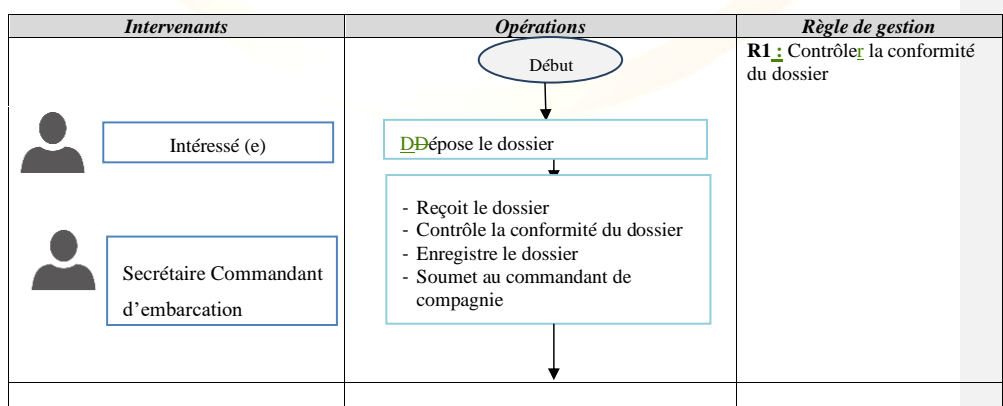 Intervenants Opérations Règle de gestion
Début
R1 : Contrôler la conformité
du dossier
Intéressé (e)
DDépose le dossier
- Reçoit le dossier
- Contrôle la conformité du dossier
- Enregistre le dossier
- Soumet au commandant de
compagnie
Secrétaire Commandant
d’embarcation